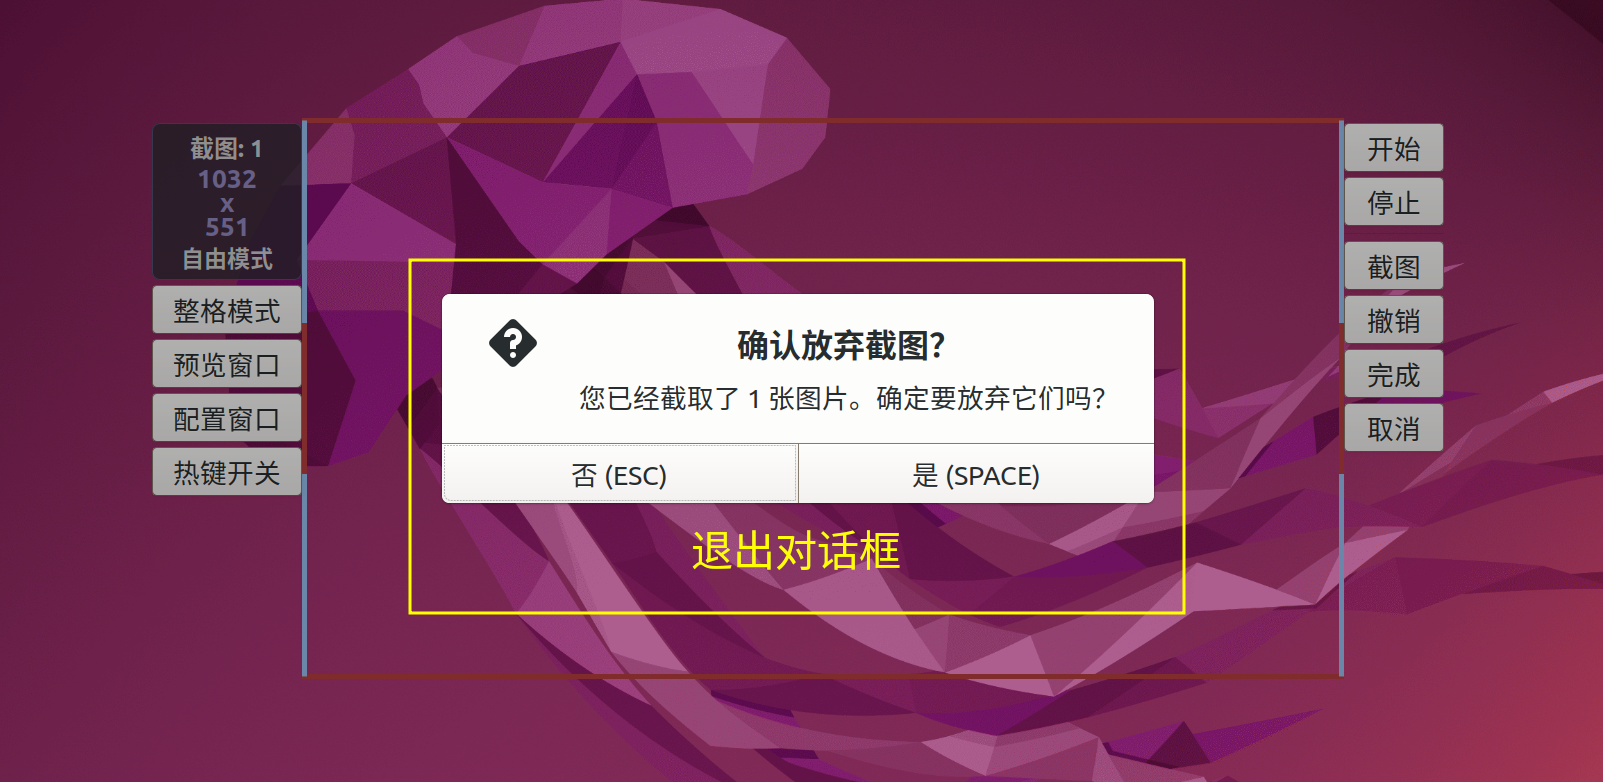 截图: 1
1032
x
551
自由模式
整格模式
预览窗口
配置窗口
热键开关
确认放弃截图?
您已经截取了 1 张图片。确定要放弃它们吗?
否 (ESC)
是 (SPACE)
退出对话框
开始
停止
截图
撤销
完成
取消